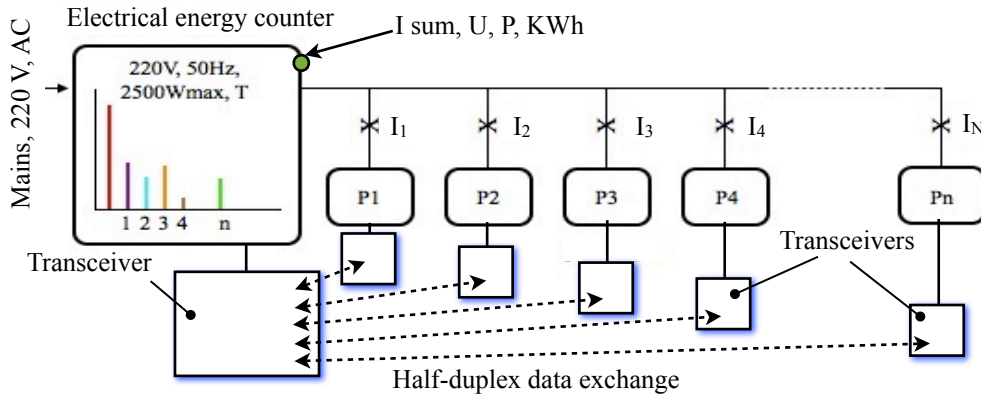 Electrical energy counter
I sum, U, P, KWh
Mains, 220 V, AC
220V, 50Hz,
2500Wmax, T
1 2 3 4 n
I₁ I₂ I₃ I₄ I_N
P1 P2 P3 P4 Pn
Transceiver
Transceivers
Half-duplex data exchange